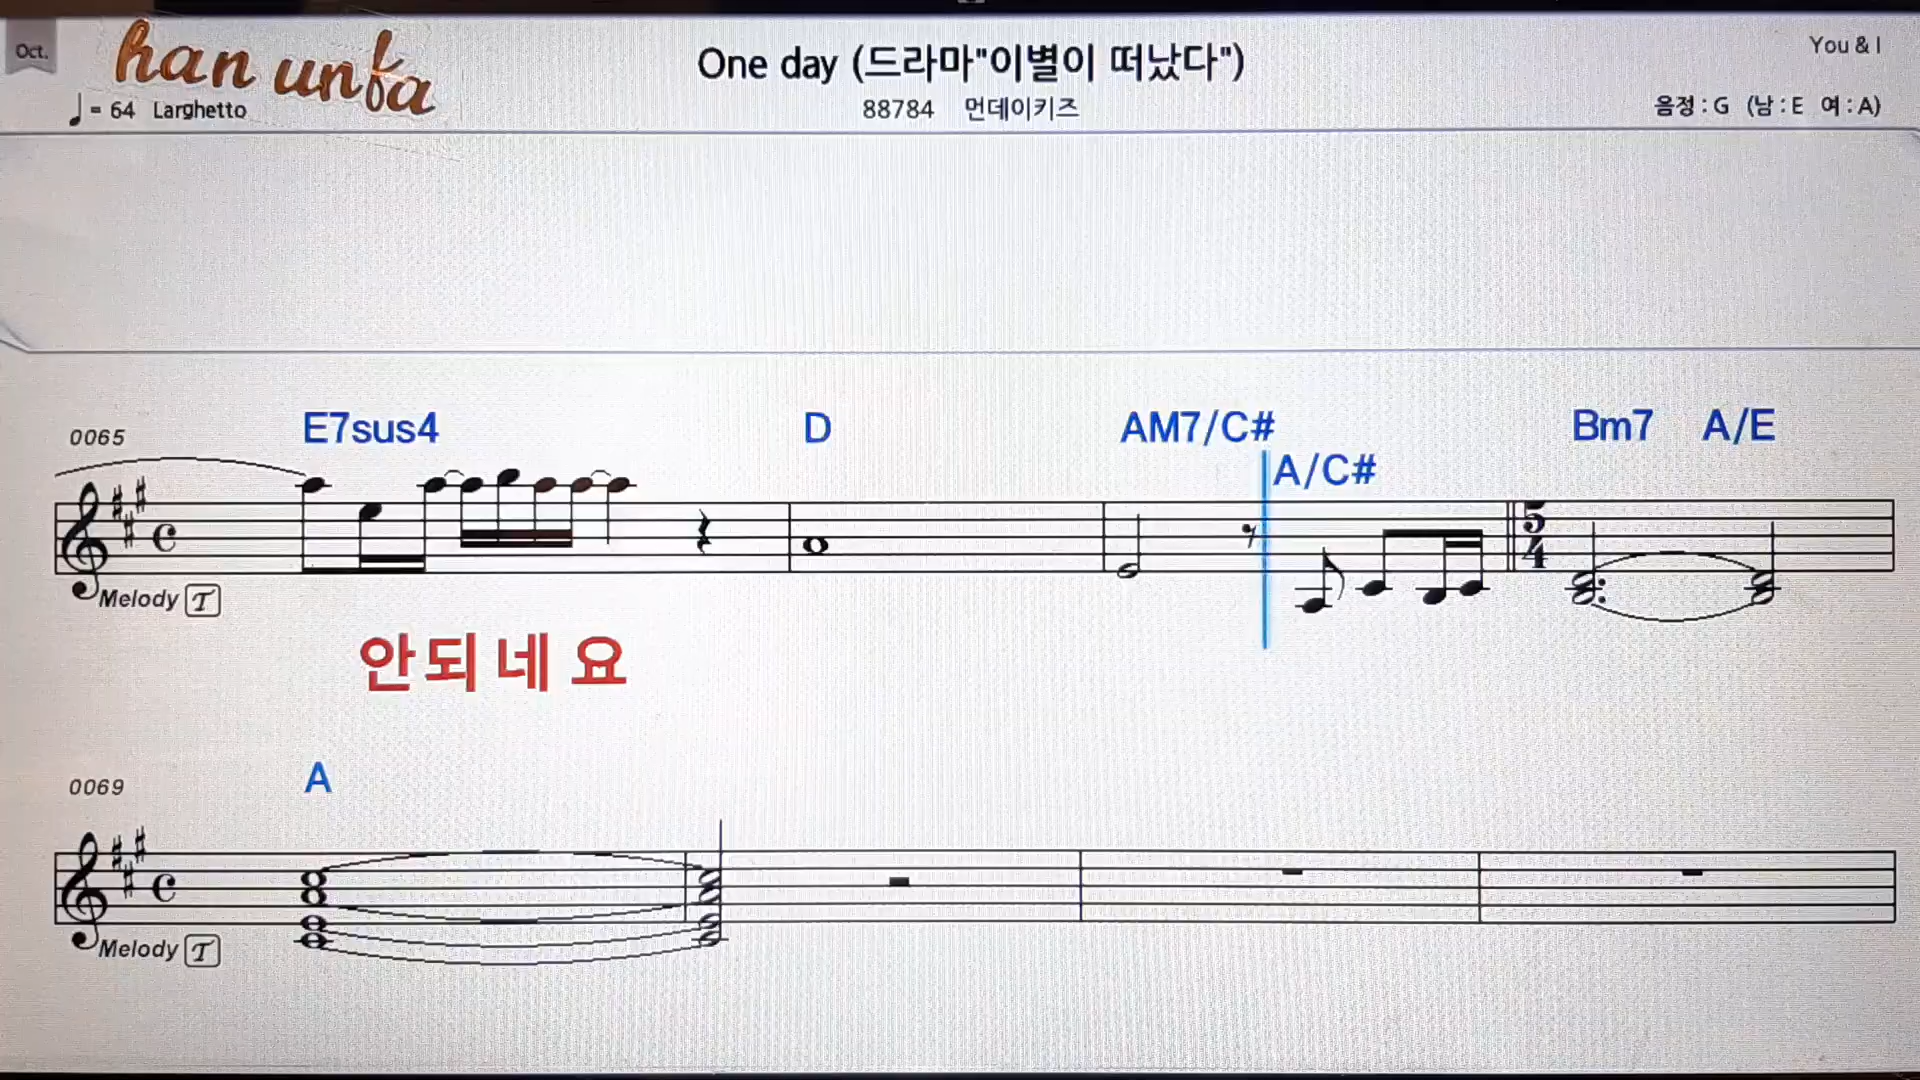 Oct.
han unfa
One day (드라마"이별이 떠났다")
You & I
♩ = 64 Larghetto
88784 먼데이키즈
음정 : G (남 : E 여 : A)
0065
E7sus4 D AM7/C# Bm7 A/E
A/C#
5
4
Melody T
안되네요
0069
A
Melody T